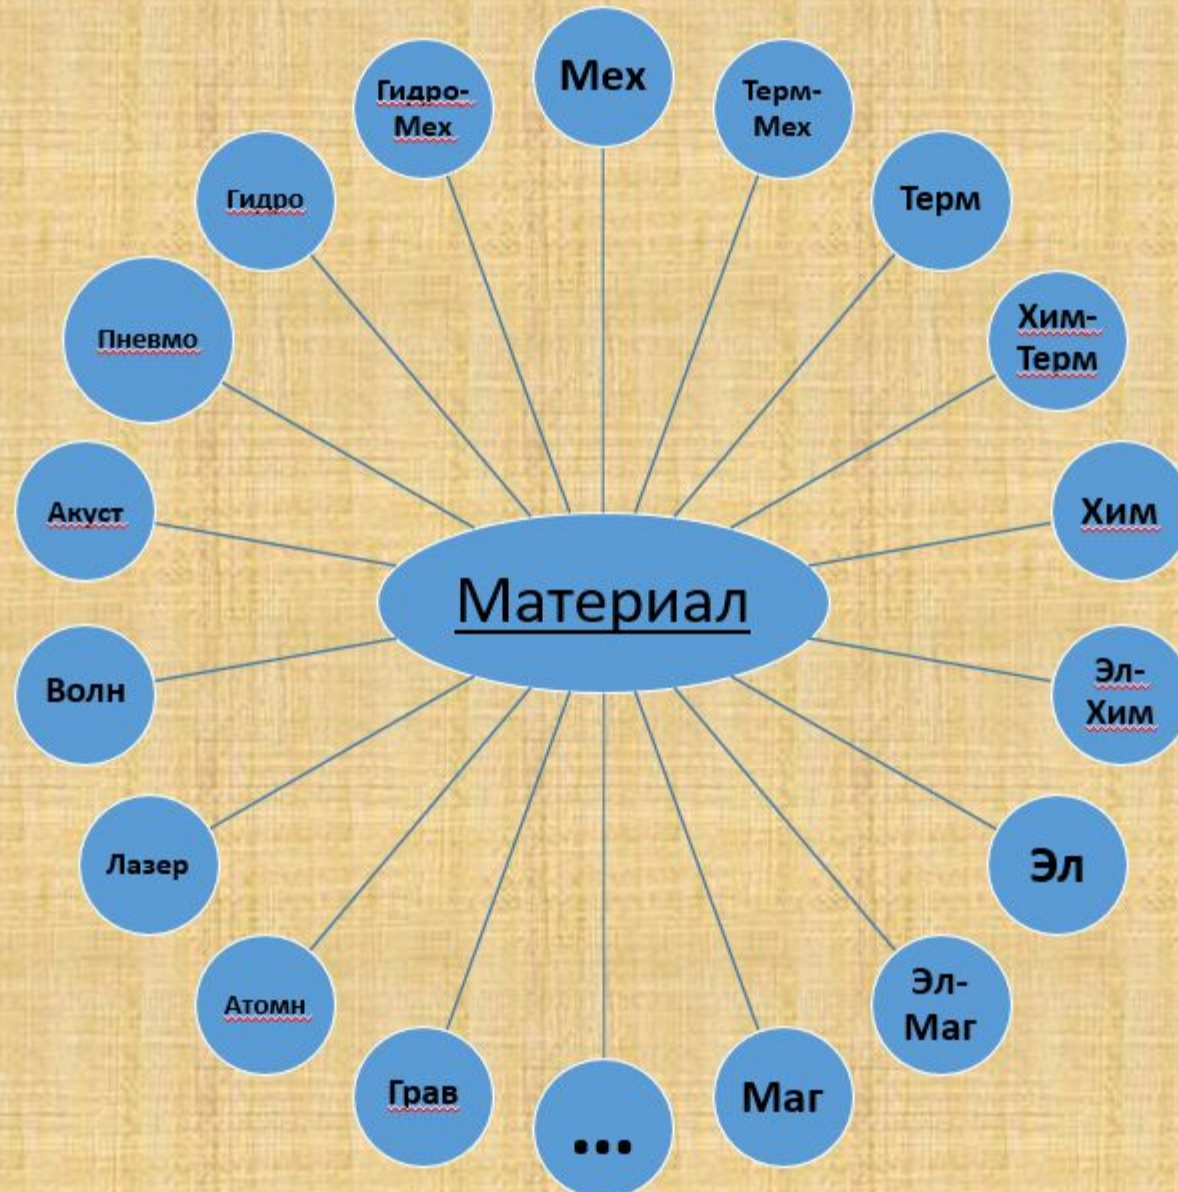 Мех
Гидро-
Мех
Терм-
Мех
Гидро
Терм
Пневмо
Хим-
Терм
Акуст
Хим
Материал
Волн
Эл-
Хим
Лазер
Эл
Атомн
Эл-
Маг
Грав
...
Маг